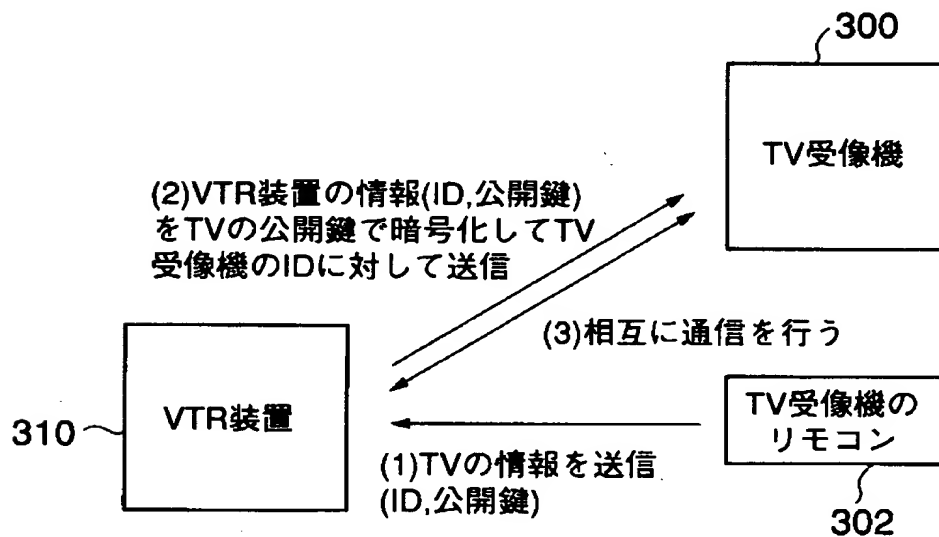 300
TV受像機
(2)VTR装置の情報(ID,公開鍵)
をTVの公開鍵で暗号化してTV
受像機のIDに対して送信
(3)相互に通信を行う
VTR装置
310
TV受像機の
リモコン
(1)TVの情報を送信
(ID,公開鍵)
302